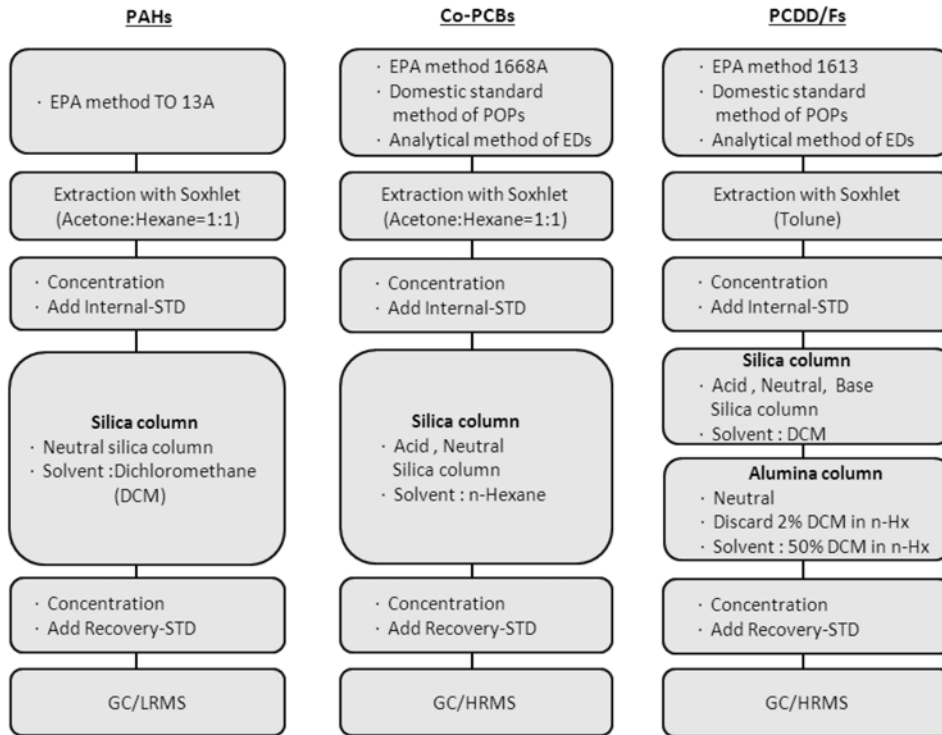 PAHs
· EPA method TO 13A
Extraction with Soxhlet
(Acetone:Hexane=1:1)
· Concentration
· Add Internal-STD
Silica column
· Neutral silica column
· Solvent :Dichloromethane
(DCM)
· Concentration
· Add Recovery-STD
GC/LRMS
Co-PCBs
· EPA method 1668A
· Domestic standard
method of POPs
· Analytical method of EDs
Extraction with Soxhlet
(Acetone:Hexane=1:1)
· Concentration
· Add Internal-STD
Silica column
· Acid , Neutral
Silica column
· Solvent : n-Hexane
· Concentration
· Add Recovery-STD
GC/HRMS
PCDD/Fs
· EPA method 1613
· Domestic standard
method of POPs
· Analytical method of EDs
Extraction with Soxhlet
(Tolune)
· Concentration
· Add Internal-STD
Silica column
· Acid , Neutral, Base
Silica column
· Solvent : DCM
Alumina column
· Neutral
· Discard 2% DCM in n-Hx
· Solvent : 50% DCM in n-Hx
· Concentration
· Add Recovery-STD
GC/HRMS